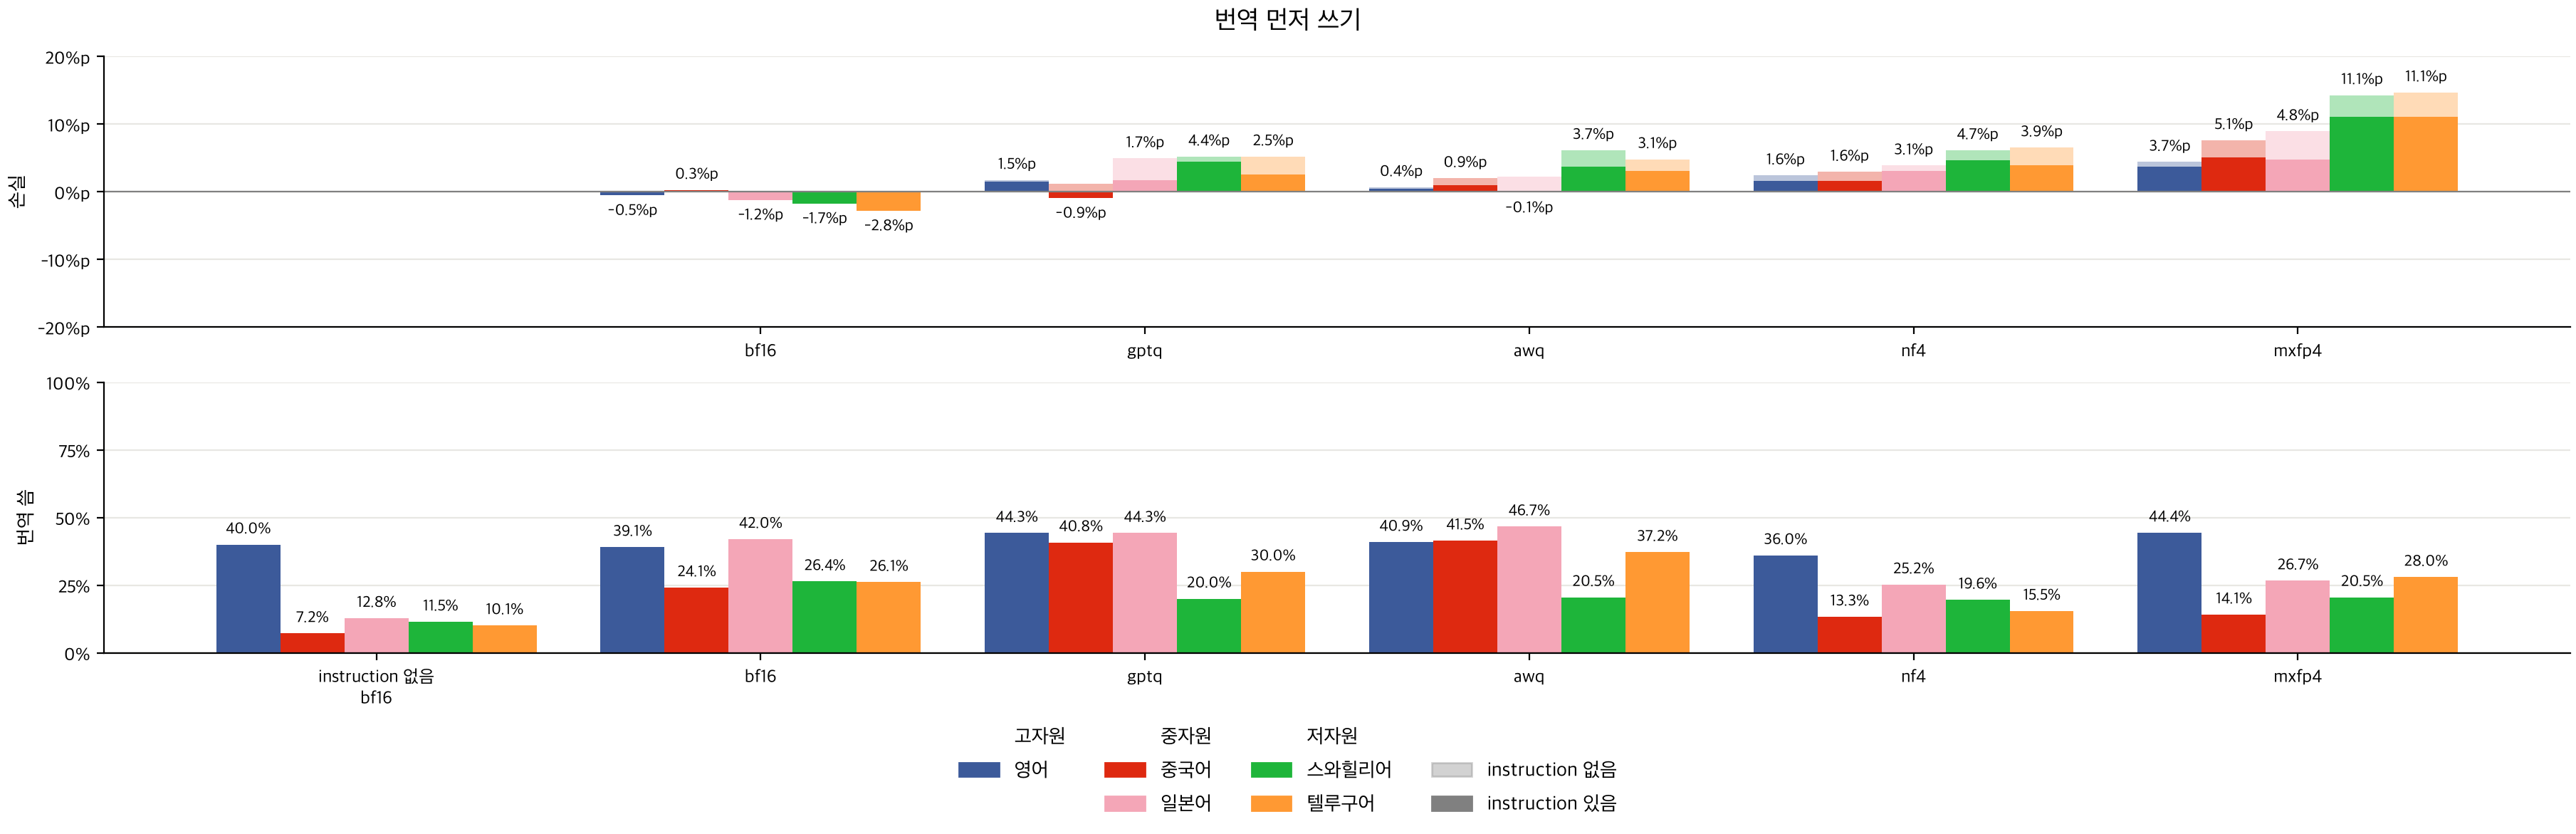 번역 먼저 쓰기
손실
20%p
10%p
0%p
-10%p
-20%p
-0.5%p
0.3%p
-1.2%p
-1.7%p
-2.8%p
1.5%p
-0.9%p
1.7%p
4.4%p
2.5%p
0.4%p
0.9%p
-0.1%p
3.7%p
3.1%p
1.6%p
1.6%p
3.1%p
4.7%p
3.9%p
3.7%p
5.1%p
4.8%p
11.1%p
11.1%p
bf16
gptq
awq
nf4
mxfp4
번역 씀
100%
75%
50%
25%
0%
40.0%
7.2%
12.8%
11.5%
10.1%
39.1%
24.1%
42.0%
26.4%
26.1%
44.3%
40.8%
44.3%
20.0%
30.0%
40.9%
41.5%
46.7%
20.5%
37.2%
36.0%
13.3%
25.2%
19.6%
15.5%
44.4%
14.1%
26.7%
20.5%
28.0%
instruction 없음
bf16
bf16
gptq
awq
nf4
mxfp4
고자원
중자원
저자원
영어
중국어
스와힐리어
instruction 없음
일본어
텔루구어
instruction 있음